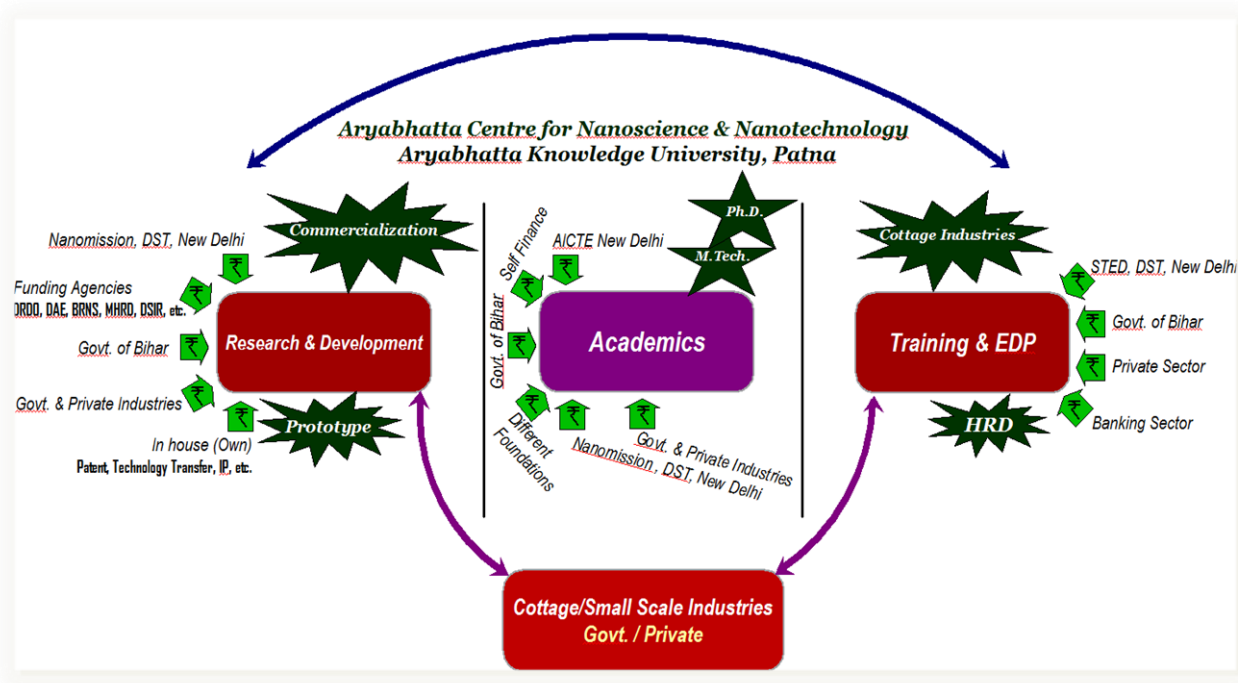 Aryabhatta Centre for Nanoscience & Nanotechnology
Aryabhatta Knowledge University, Patna
Commercialization
Nanomission, DST, New Delhi
₹
Funding Agencies
DRDO, DAE, BRNS, MHRD, DSIR, etc.
₹
Govt. of Bihar
₹
Govt. & Private Industries
₹
In house (Own)
Patent, Technology Transfer, IP, etc.
₹
Research & Development
Prototype
Ph.D.
M.Tech.
Self Finance
₹
AICTE New Delhi
₹
Govt. of Bihar
₹
Academics
Different
Foundations
₹
Nanomission , DST, New Delhi
₹
Govt. & Private Industries
₹
Cottage Industries
STED, DST, New Delhi
₹
Govt. of Bihar
₹
Private Sector
₹
Banking Sector
₹
Training & EDP
HRD
Cottage/Small Scale Industries
Govt. / Private